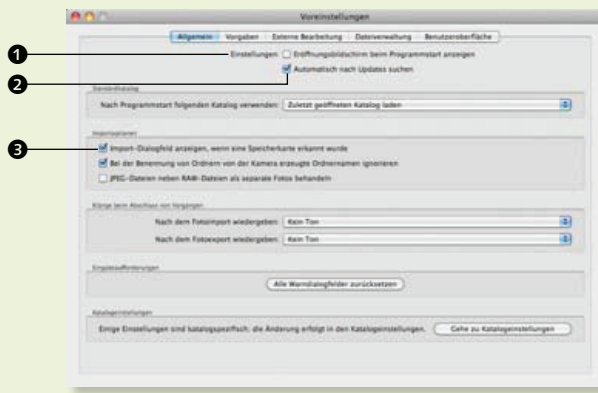 Voreinstellungen
Allgemein Vorgaben Externe Bearbeitung Dateiverwaltung Benutzeroberfläche
1 Einstellungen: Eröffnungsbildschirm beim Programmstart anzeigen
2 Automatisch nach Updates suchen
Standardkatalog
Nach Programmstart folgenden Katalog verwenden: Zuletzt geöffneten Katalog laden
Importoptionen
3 Import-Dialogfeld anzeigen, wenn eine Speicherkarte erkannt wurde
Bei der Benennung von Ordnern von der Kamera erzeugte Ordnernamen ignorieren
JPEG-Dateien neben RAW-Dateien als separate Fotos behandeln
Klänge beim Abschluss von Vorgängen
Nach dem Fotoimport wiedergeben: Kein Ton
Nach dem Fotoexport wiedergeben: Kein Ton
Eingabeaufforderungen
Alle Warndialogfelder zurücksetzen
Katalogeinstellungen
Einige Einstellungen sind katalogspezifisch; die Änderung erfolgt in den Katalogeinstellungen. Gehe zu Katalogeinstellungen